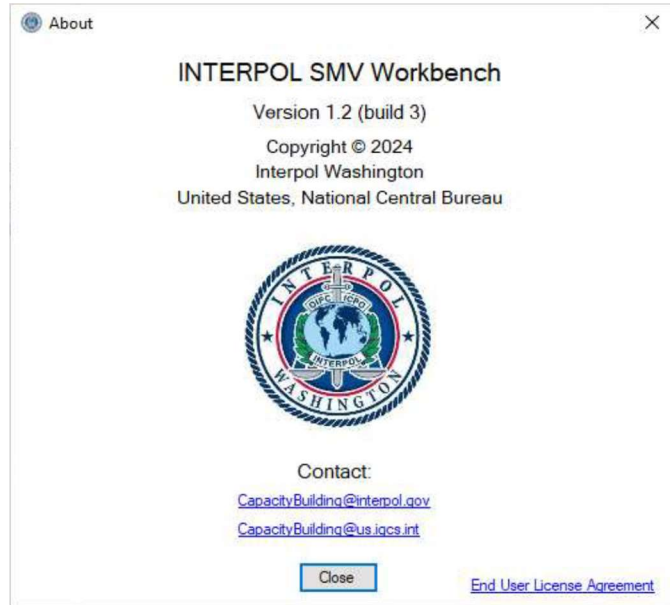 About
INTERPOL SMV Workbench
Version 1.2 (build 3)
Copyright © 2024
Interpol Washington
United States, National Central Bureau
INTERPOL
OIPC ICPO
INTERPOL
WASHINGTON
Contact:
CapacityBuilding@interpol.gov
CapacityBuilding@us.igcs.int
Close
End User License Agreement